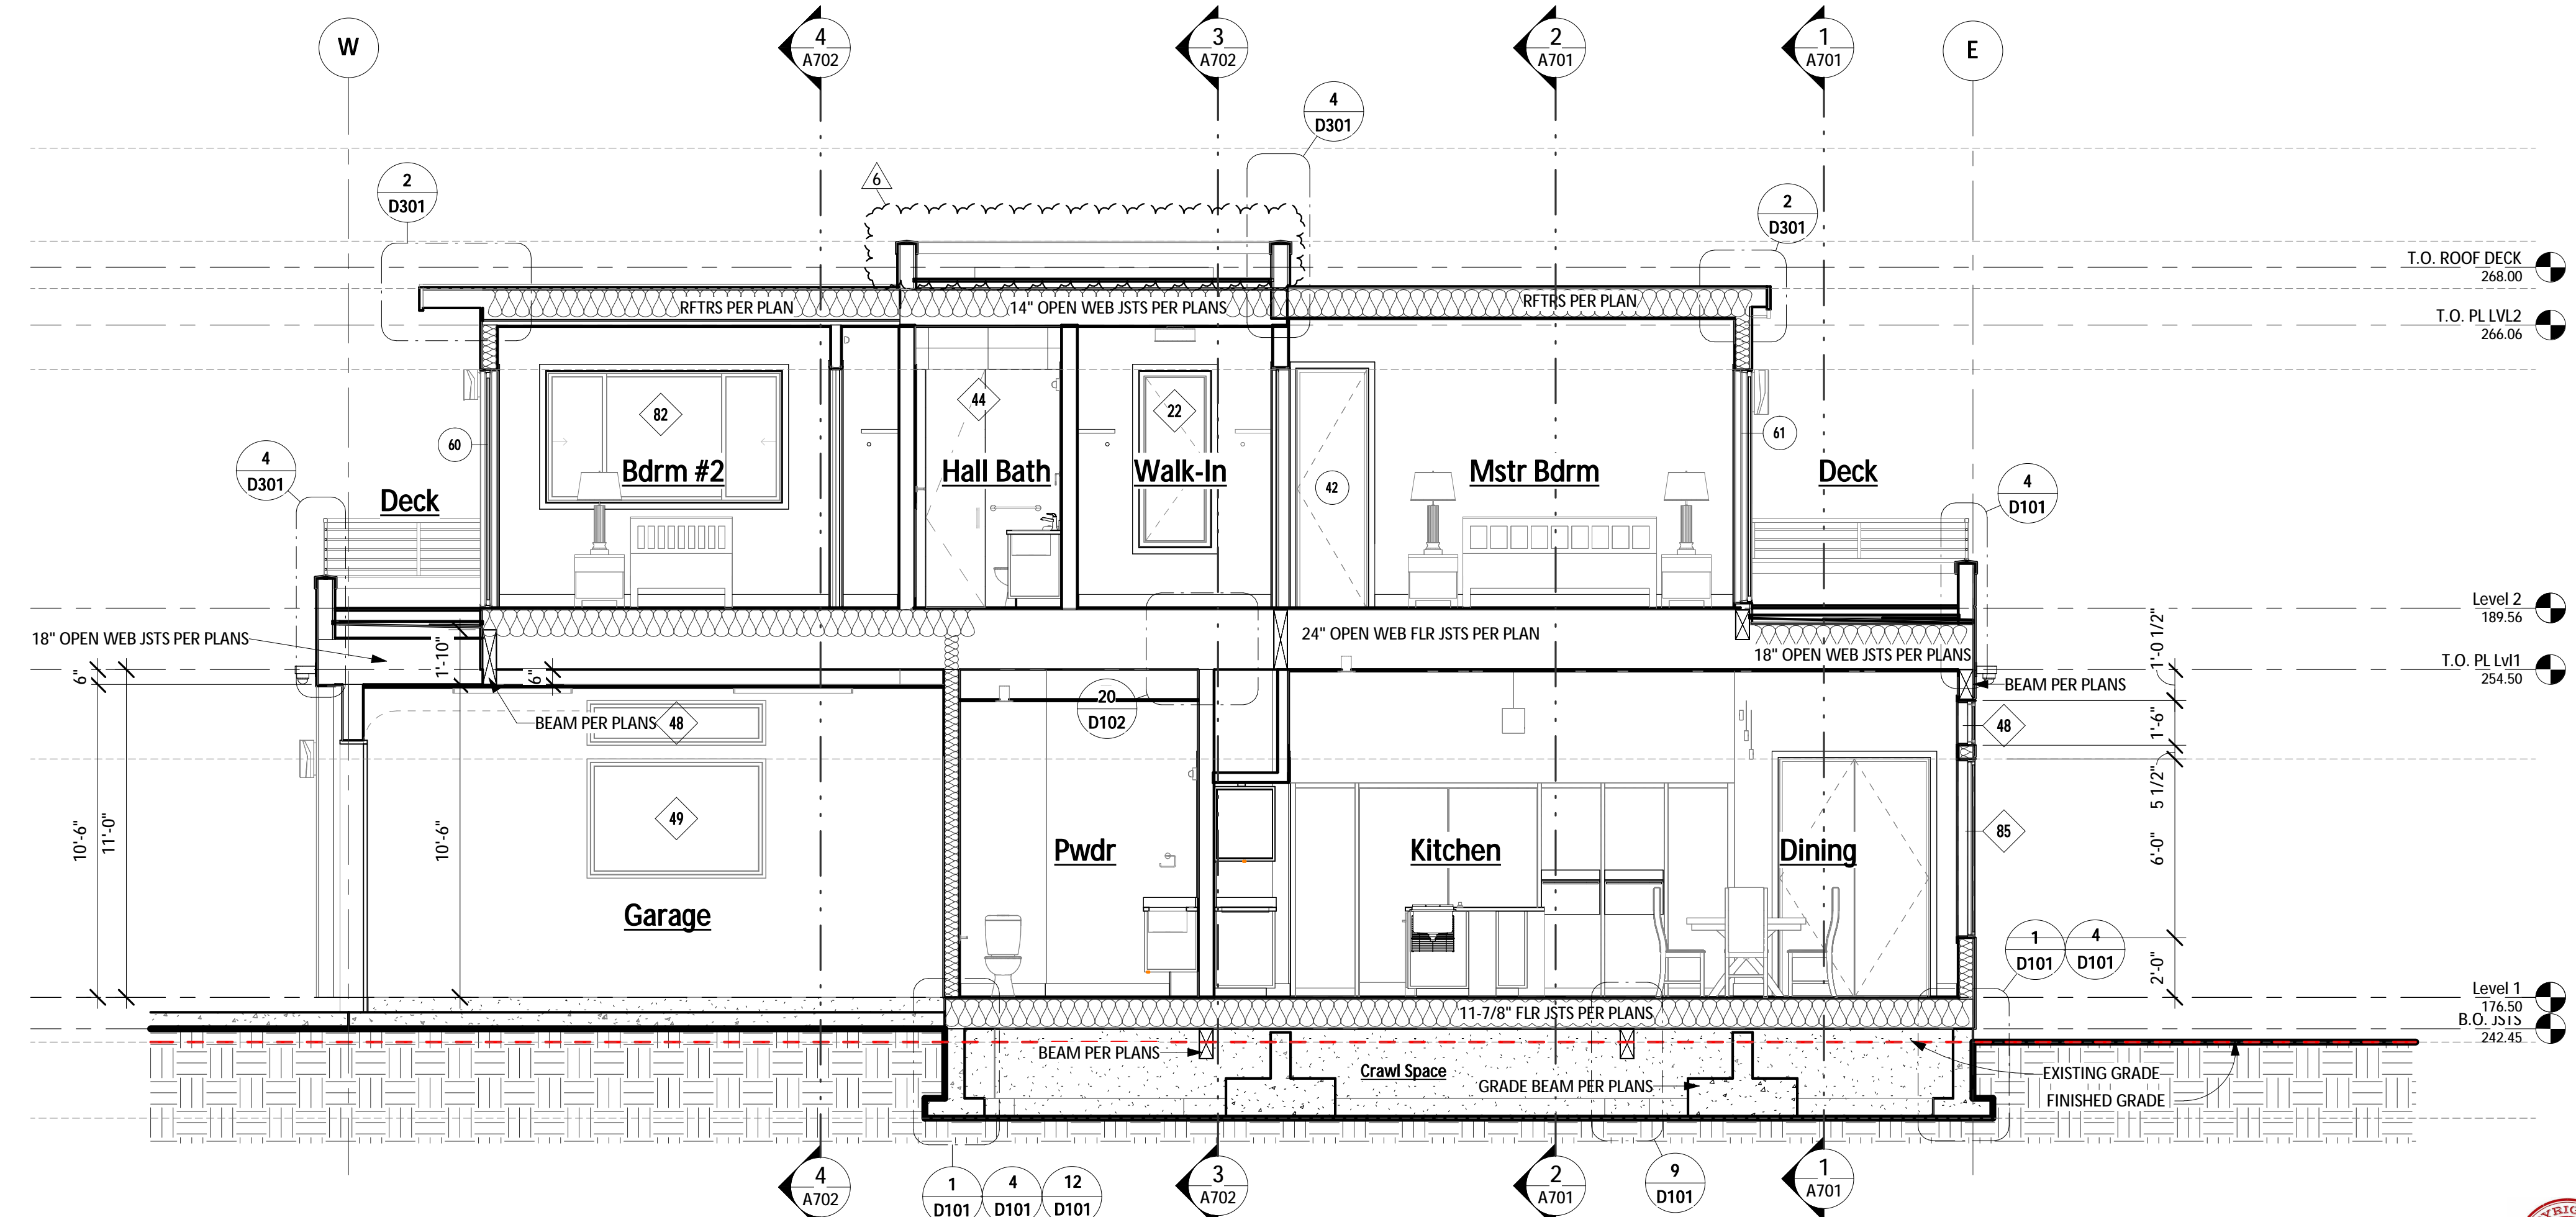 W
4
A702
3
A702
2
A701
1
A701
E
4
D301
2
D301
6
2
D301
T.O. ROOF DECK
268.00
RFTRS PER PLAN
14" OPEN WEB JSTS PER PLANS
RFTRS PER PLAN
T.O. PL LVL2
266.06
82
44
22
60
61
42
Bdrm #2
Hall Bath
Walk-In
Mstr Bdrm
Deck
4
D301
Deck
4
D101
Level 2
189.56
18" OPEN WEB JSTS PER PLANS
1'-10"
24" OPEN WEB FLR JSTS PER PLAN
18" OPEN WEB JSTS PER PLANS
1'-0 1/2"
T.O. PL Lvl1
254.50
6"
6"
BEAM PER PLANS
20
D102
BEAM PER PLANS
48
48
1'-6"
5 1/2"
49
85
10'-6"
11'-0"
10'-6"
6'-0"
Pwdr
Kitchen
Dining
Garage
1
D101
4
D101
2'-0"
Level 1
176.50
11-7/8" FLR JSTS PER PLANS
B.O. JSTS
242.45
BEAM PER PLANS
Crawl Space
GRADE BEAM PER PLANS
EXISTING GRADE
FINISHED GRADE
4
A702
1
D101
4
D101
12
D101
3
A702
2
A701
9
D101
1
A701